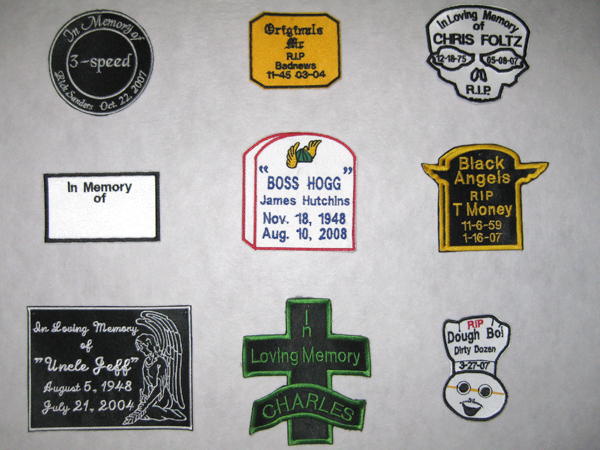 In Memory of
3-speed
Rick Sanders Oct. 22, 2001
Originals
Mc
R.I.P
Badnews
11-45 03-04
In Loving Memory
of
CHRIS FOLTZ
12-18-75 05-08-07
R.I.P.
In Memory
of
"BOSS HOGG"
James Hutchins
Nov. 18, 1948
Aug. 10, 2008
Black
Angels
RIP
T Money
11-6-59
1-16-07
In Loving Memory
of
"Uncle Jeff"
August 5, 1948
July 21, 2004
In
Loving Memory
CHARLES
RIP
Dough Boi
Dirty Dozen
3-27-07